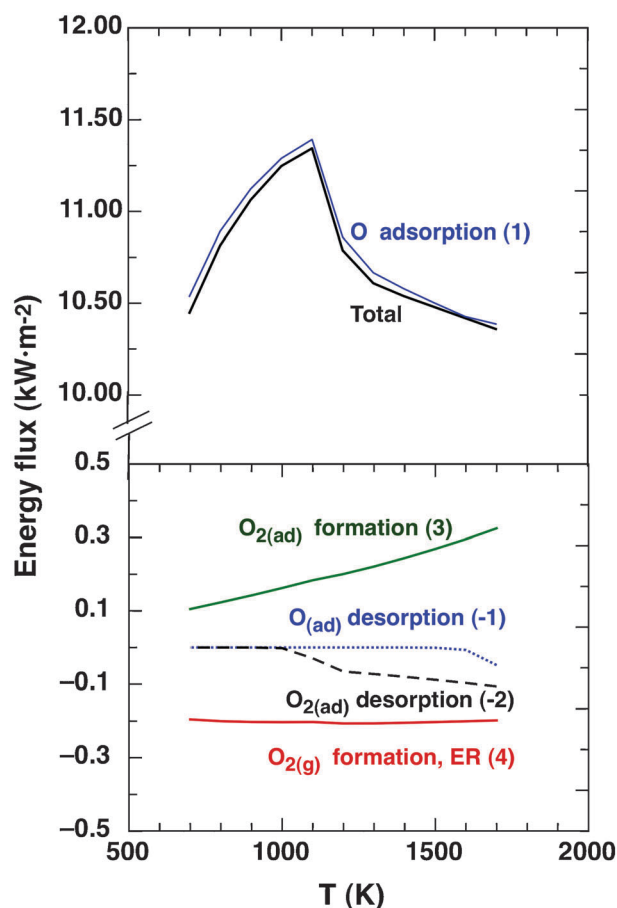 12.00
11.50
11.00
10.50
10.00
Energy flux (kW·m-2)
O adsorption (1)
Total
0.5
0.3
0.1
−0.1
−0.3
−0.5
O2(ad) formation (3)
O(ad) desorption (-1)
O2(ad) desorption (-2)
O2(g) formation, ER (4)
500 1000 1500 2000
T (K)